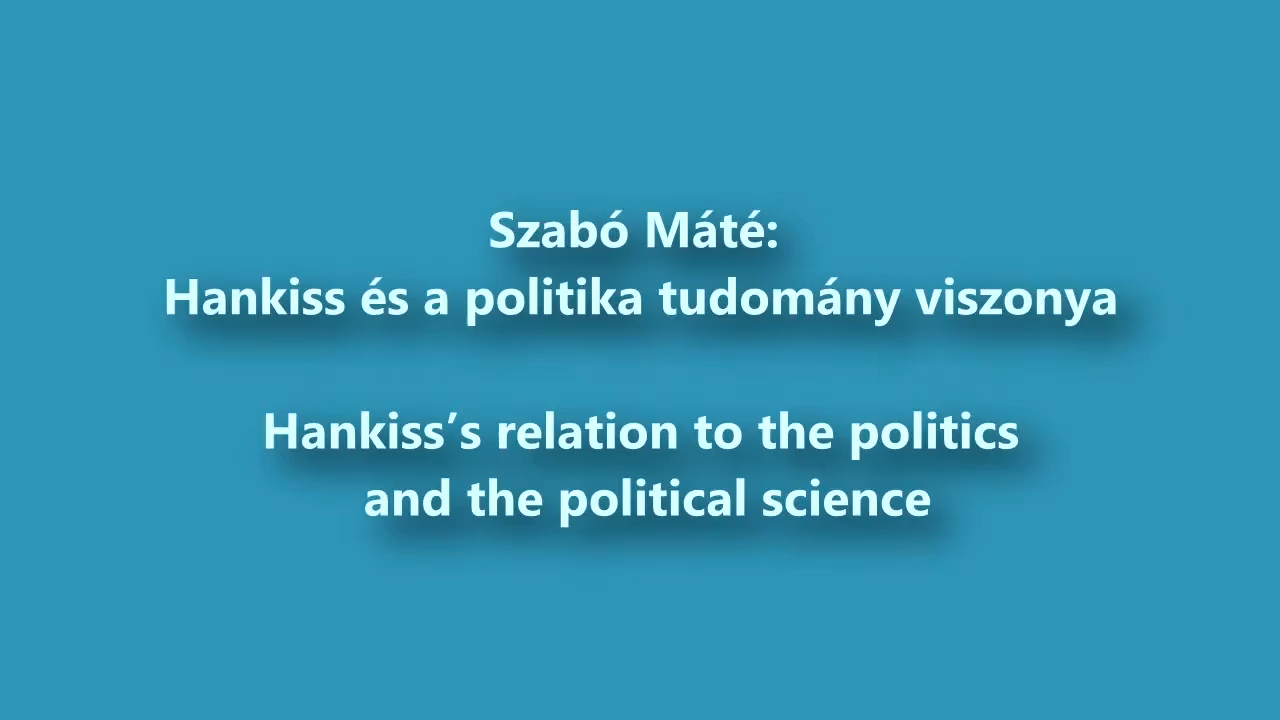 Szabó Máté:
Hankiss és a politika tudomány viszonya
Hankiss’s relation to the politics
and the political science